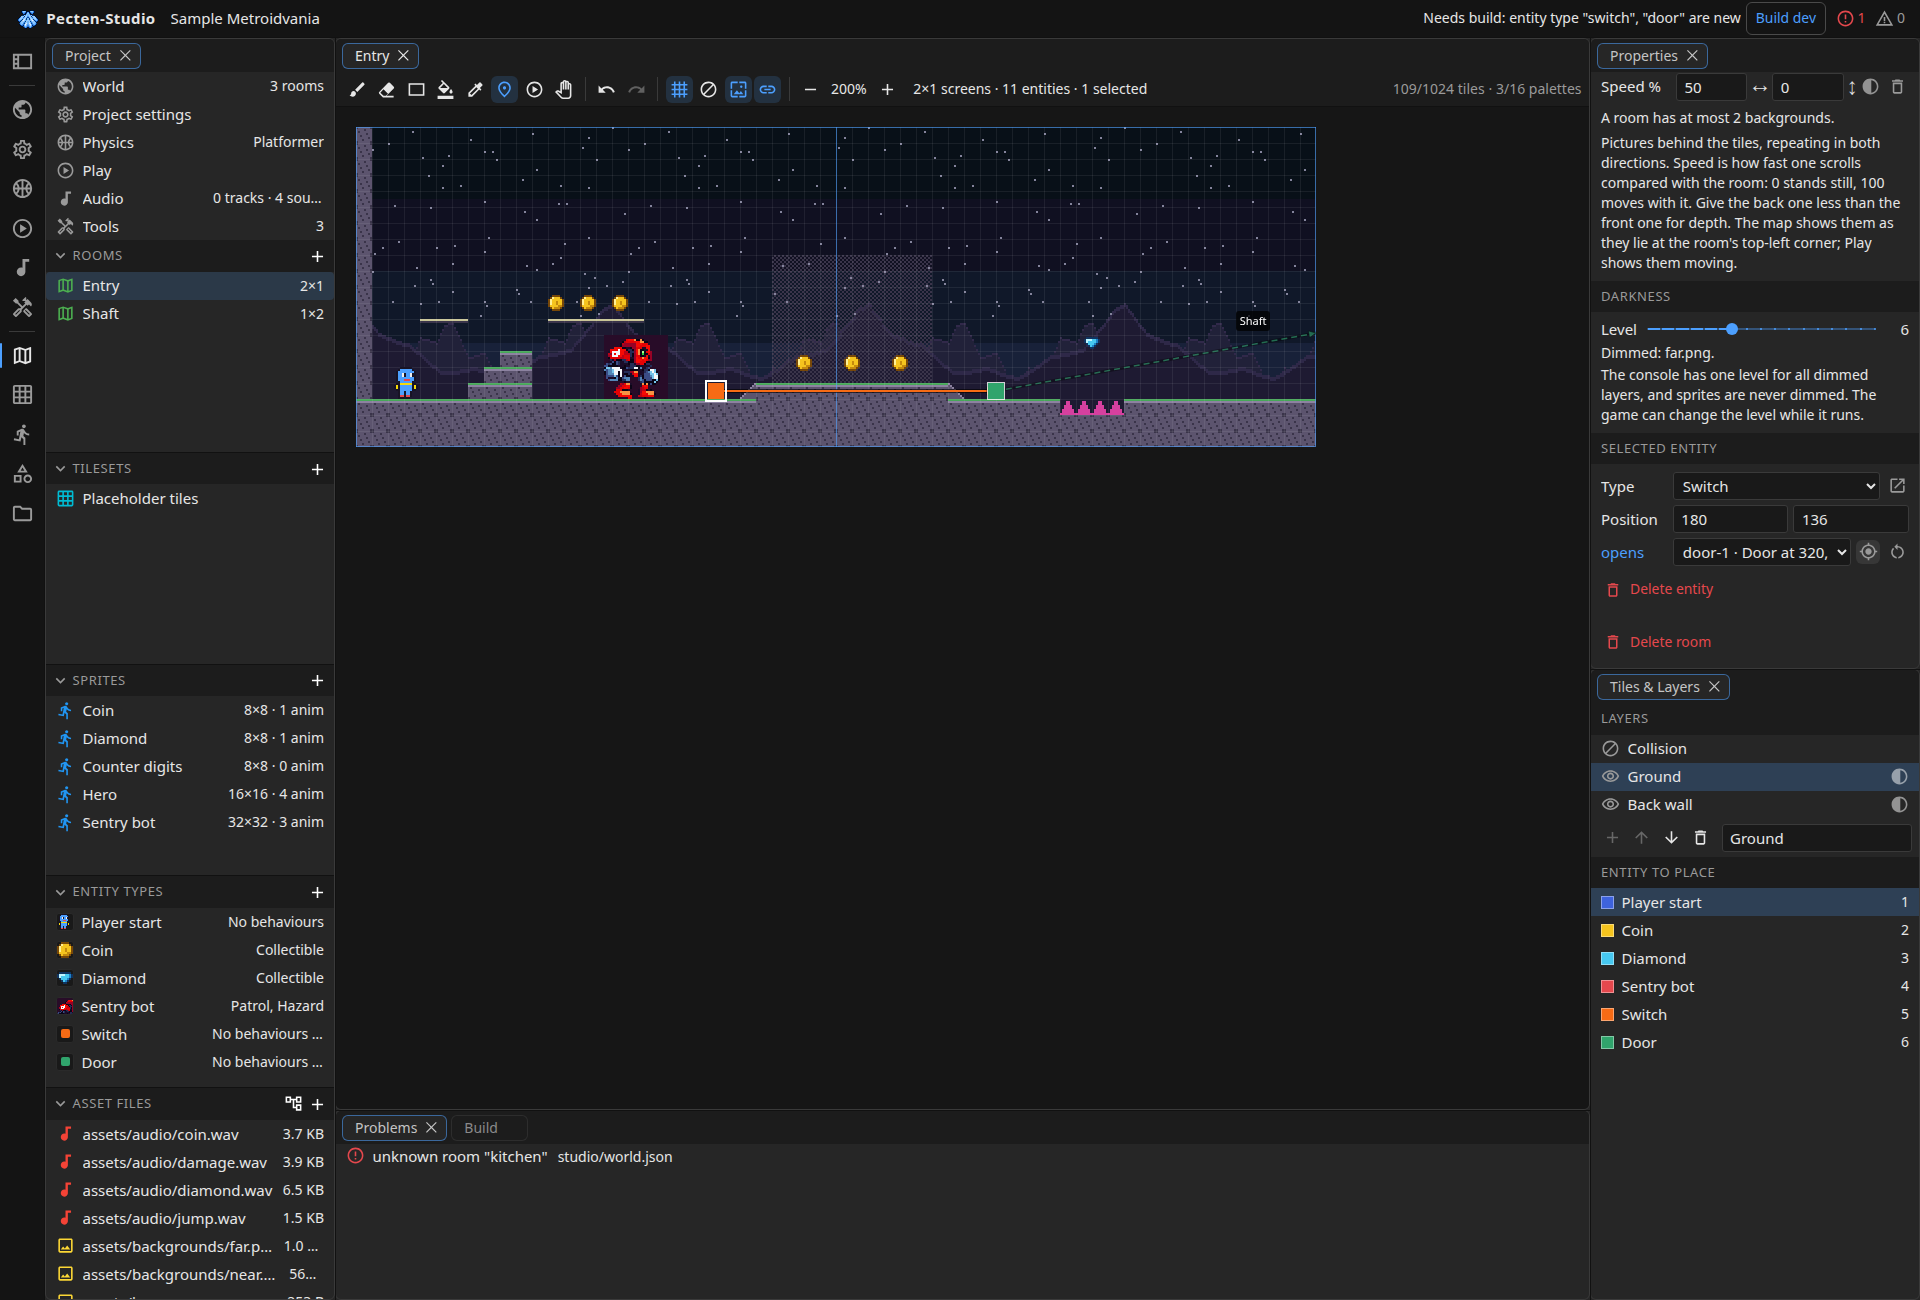 Pecten-Studio Sample Metroidvania
Needs build: entity type "switch", "door" are new Build dev 1 0
Project
World 3 rooms
Project settings
Physics Platformer
Play
Audio 0 tracks · 4 sou...
Tools 3
ROOMS
Entry 2×1
Shaft 1×2
TILESETS
Placeholder tiles
SPRITES
Coin 8×8 · 1 anim
Diamond 8×8 · 1 anim
Counter digits 8×8 · 0 anim
Hero 16×16 · 4 anim
Sentry bot 32×32 · 3 anim
ENTITY TYPES
Player start No behaviours
Coin Collectible
Diamond Collectible
Sentry bot Patrol, Hazard
Switch No behaviours ...
Door No behaviours ...
ASSET FILES
assets/audio/coin.wav 3.7 KB
assets/audio/damage.wav 3.9 KB
assets/audio/diamond.wav 6.5 KB
assets/audio/jump.wav 1.5 KB
assets/backgrounds/far.p... 1.0 ...
assets/backgrounds/near.... 56...
Entry
200% 2×1 screens · 11 entities · 1 selected 109/1024 tiles · 3/16 palettes
Shaft
Problems Build
unknown room "kitchen" studio/world.json
Properties
Speed % 50 0
A room has at most 2 backgrounds.
Pictures behind the tiles, repeating in both
directions. Speed is how fast one scrolls
compared with the room: 0 stands still, 100
moves with it. Give the back one less than the
front one for depth. The map shows them as
they lie at the room's top-left corner; Play
shows them moving.
DARKNESS
Level 6
Dimmed: far.png.
The console has one level for all dimmed
layers, and sprites are never dimmed. The
game can change the level while it runs.
SELECTED ENTITY
Type Switch
Position 180 136
opens door-1 · Door at 320,
Delete entity
Delete room
Tiles & Layers
LAYERS
Collision
Ground
Back wall
Ground
ENTITY TO PLACE
Player start 1
Coin 2
Diamond 3
Sentry bot 4
Switch 5
Door 6